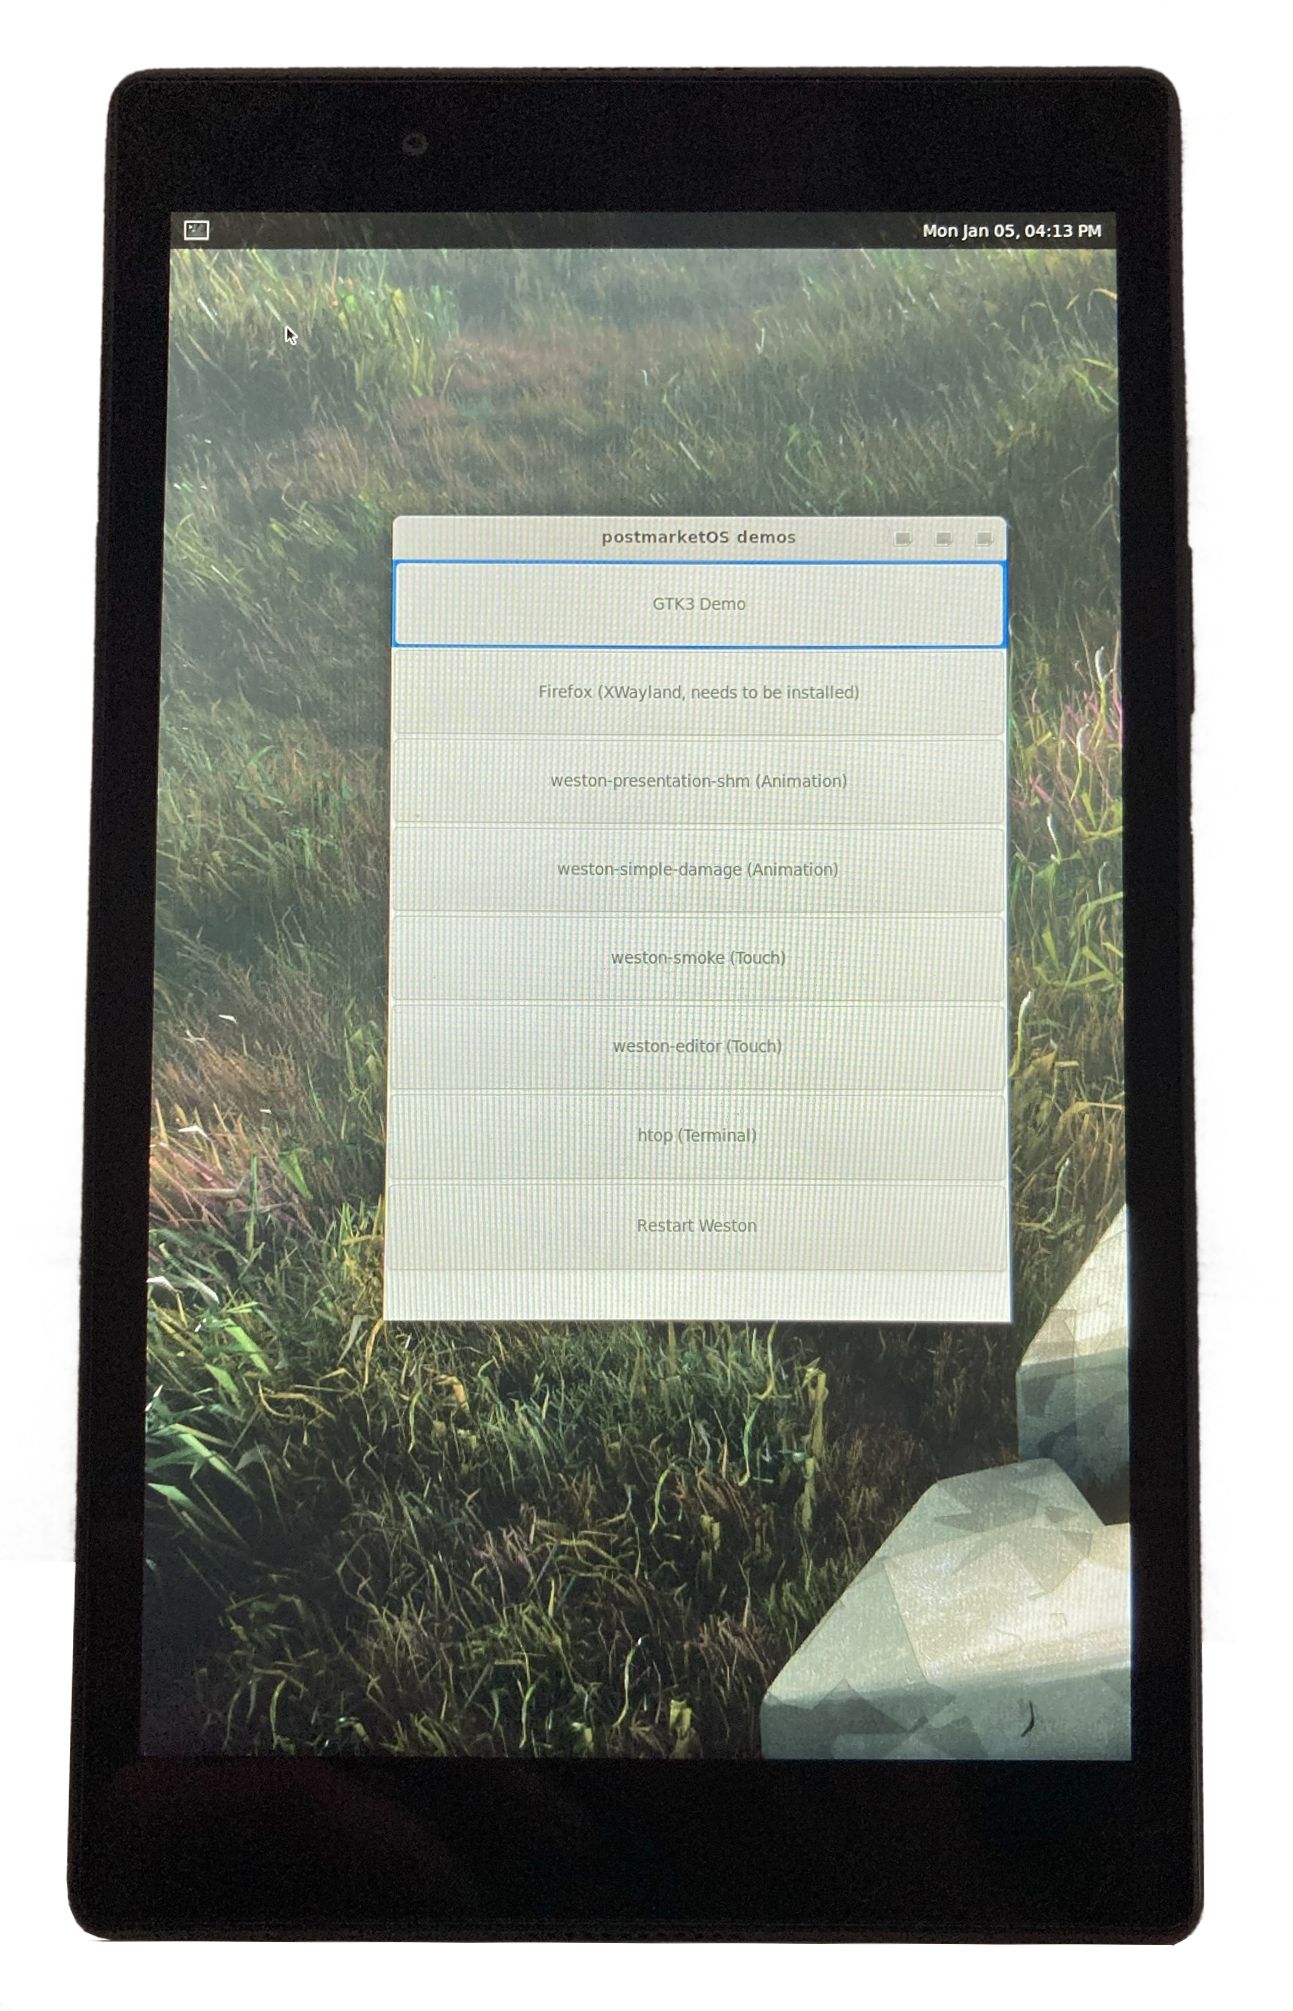 Mon Jan 05, 04:13 PM
postmarketOS demos
GTK3 Demo
Firefox (XWayland, needs to be installed)
weston-presentation-shm (Animation)
weston-simple-damage (Animation)
weston-smoke (Touch)
weston-editor (Touch)
htop (Terminal)
Restart Weston